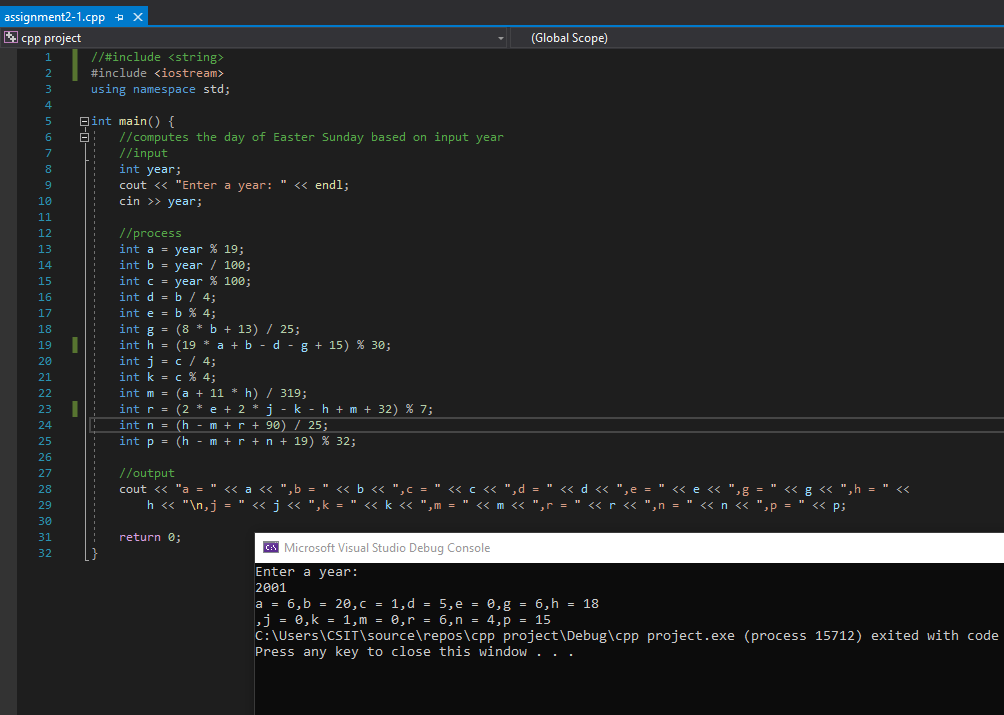 assignment2-1.cpp
cpp project (Global Scope)
1 //#include <string>
2 #include <iostream>
3 using namespace std;
4
5 int main() {
6 //computes the day of Easter Sunday based on input year
7 //input
8 int year;
9 cout << "Enter a year: " << endl;
10 cin >> year;
11
12 //process
13 int a = year % 19;
14 int b = year / 100;
15 int c = year % 100;
16 int d = b / 4;
17 int e = b % 4;
18 int g = (8 * b + 13) / 25;
19 int h = (19 * a + b - d - g + 15) % 30;
20 int j = c / 4;
21 int k = c % 4;
22 int m = (a + 11 * h) / 319;
23 int r = (2 * e + 2 * j - k - h + m + 32) % 7;
24 int n = (h - m + r + 90) / 25;
25 int p = (h - m + r + n + 19) % 32;
26
27 //output
28 cout << "a = " << a << ",b = " << b << ",c = " << c << ",d = " << d << ",e = " << e << ",g = " << g << ",h = " <<
29 h << "\n,j = " << j << ",k = " << k << ",m = " << m << ",r = " << r << ",n = " << n << ",p = " << p;
30
31 return 0;
32 }
Microsoft Visual Studio Debug Console
Enter a year:
2001
a = 6,b = 20,c = 1,d = 5,e = 0,g = 6,h = 18
,j = 0,k = 1,m = 0,r = 6,n = 4,p = 15
C:\Users\CSIT\source\repos\cpp project\Debug\cpp project.exe (process 15712) exited with code
Press any key to close this window . . .